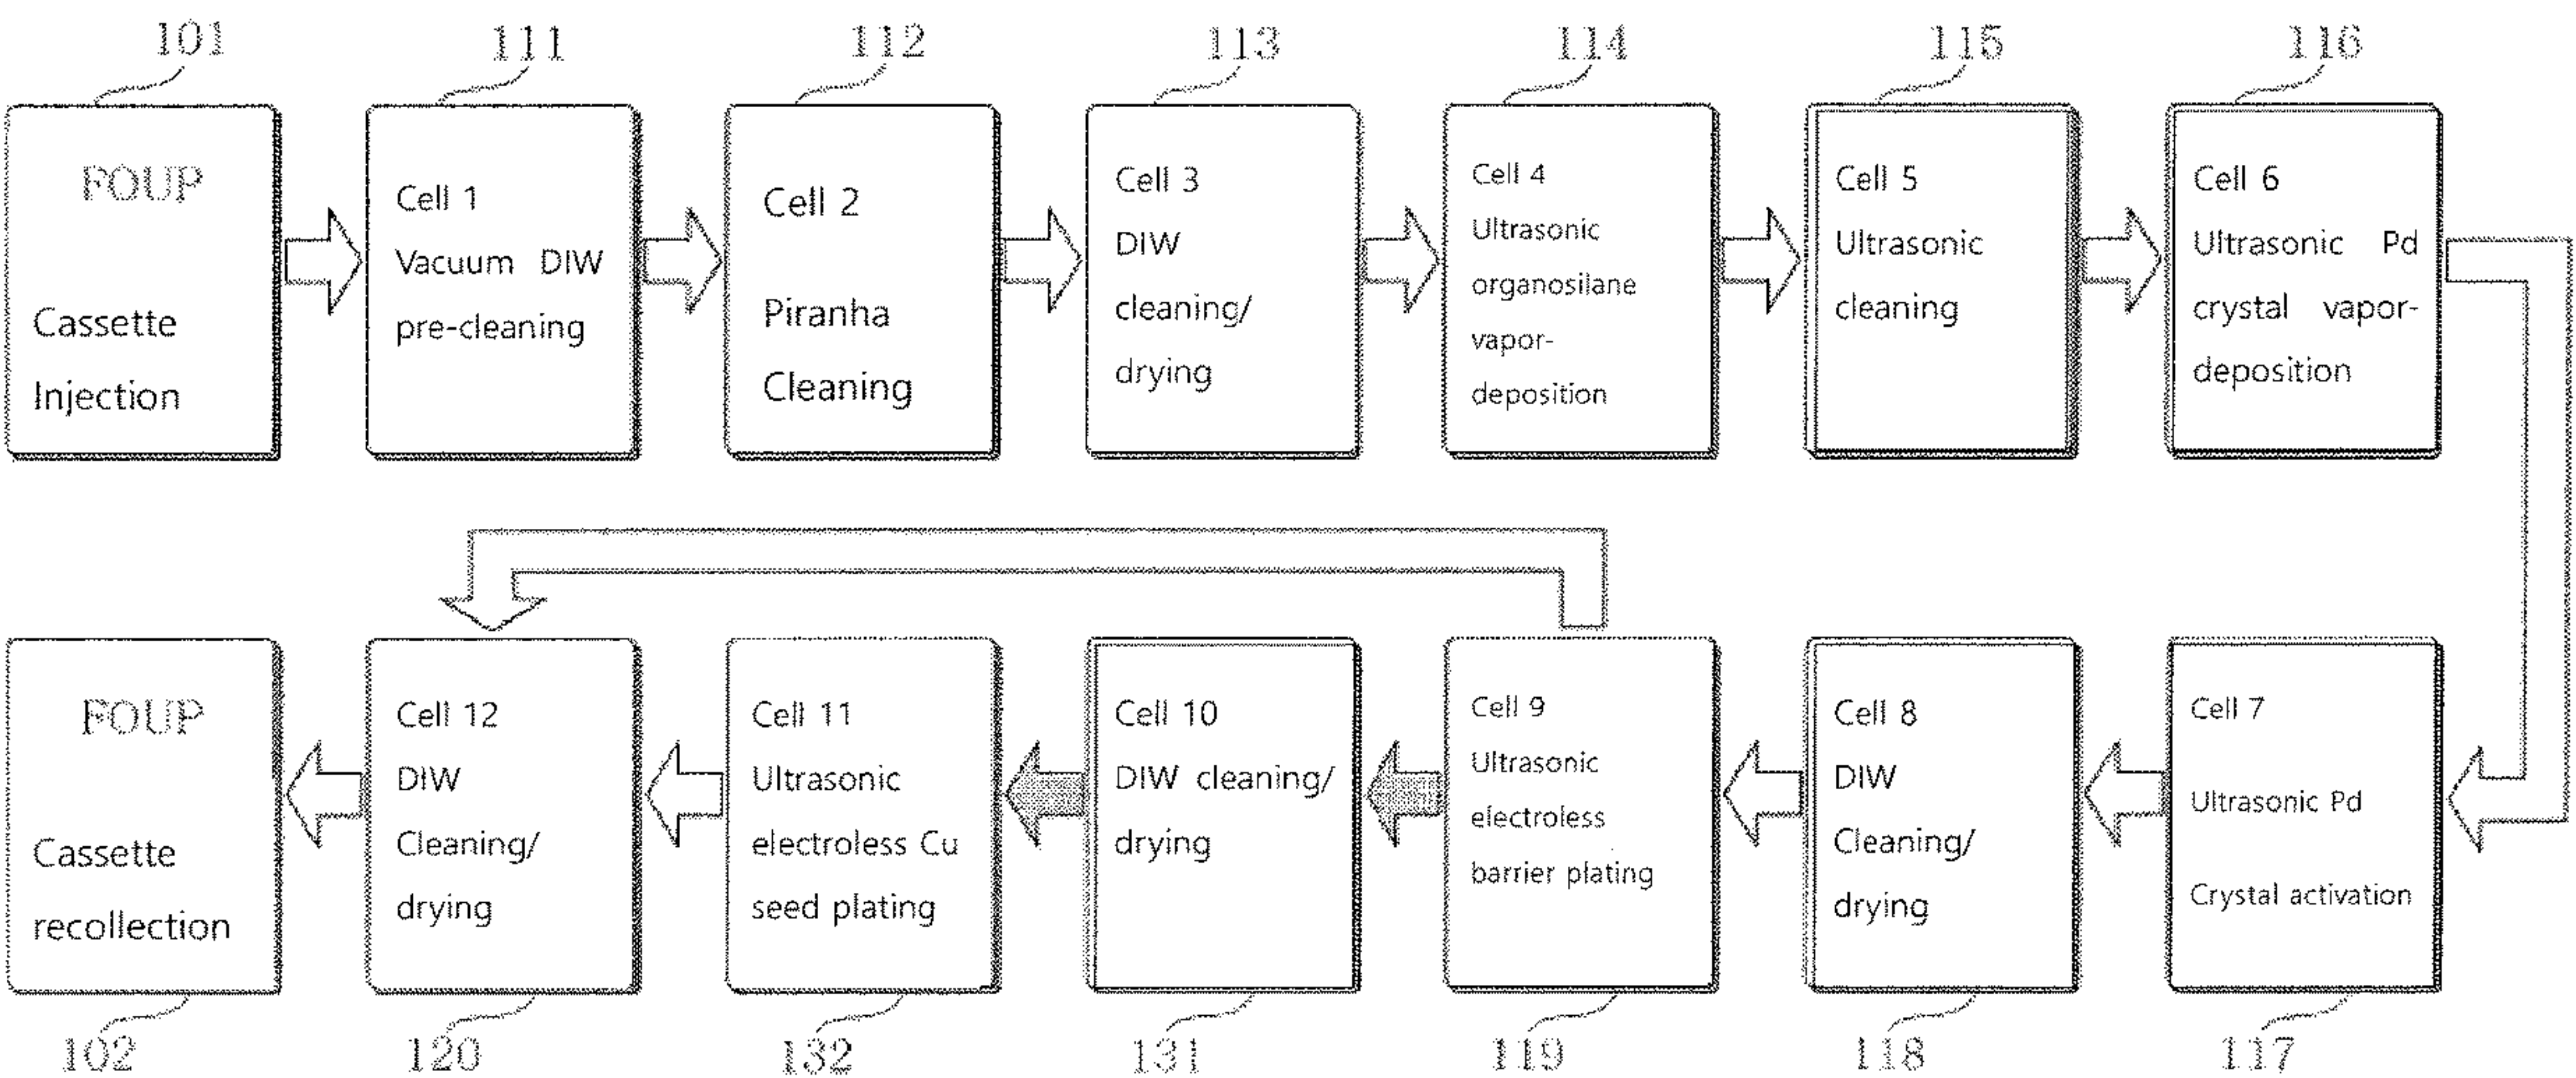 101
111
112
113
114
115
116
FOUP
Cassette
Injection
Cell 1
Vacuum DIW
pre-cleaning
Cell 2
Piranha
Cleaning
Cell 3
DIW
cleaning/
drying
Cell 4
Ultrasonic
organosilane
vapor-
deposition
Cell 5
Ultrasonic
cleaning
Cell 6
Ultrasonic Pd
crystal vapor-
deposition
FOUP
Cassette
recollection
Cell 12
DIW
Cleaning/
drying
Cell 11
Ultrasonic
electroless Cu
seed plating
Cell 10
DIW cleaning/
drying
Cell 9
Ultrasonic
electroless
barrier plating
Cell 8
DIW
Cleaning/
drying
Cell 7
Ultrasonic Pd
Crystal activation
102
120
132
131
119
118
117